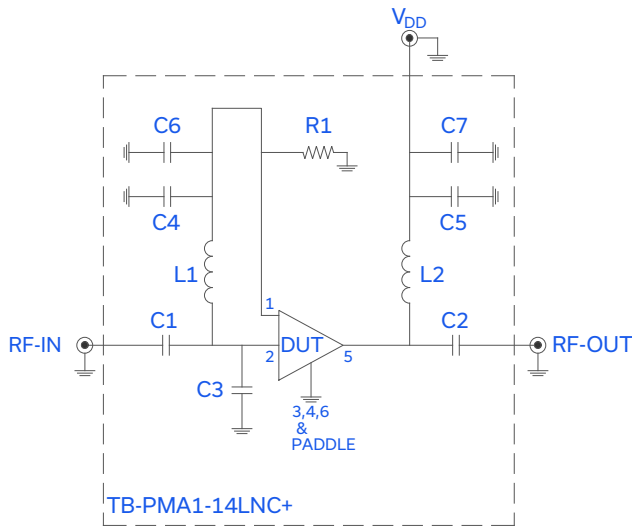 VDD
C6
R1
C7
C4
C5
L1
L2
1
C1
C2
RF-IN
DUT
RF-OUT
2
5
C3
3,4,6
&
PADDLE
TB-PMA1-14LNC+